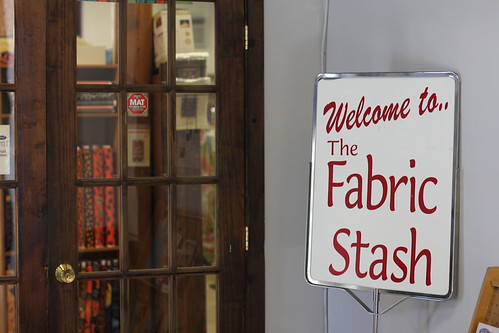 Welcome to..
The
Fabric
Stash
MAT